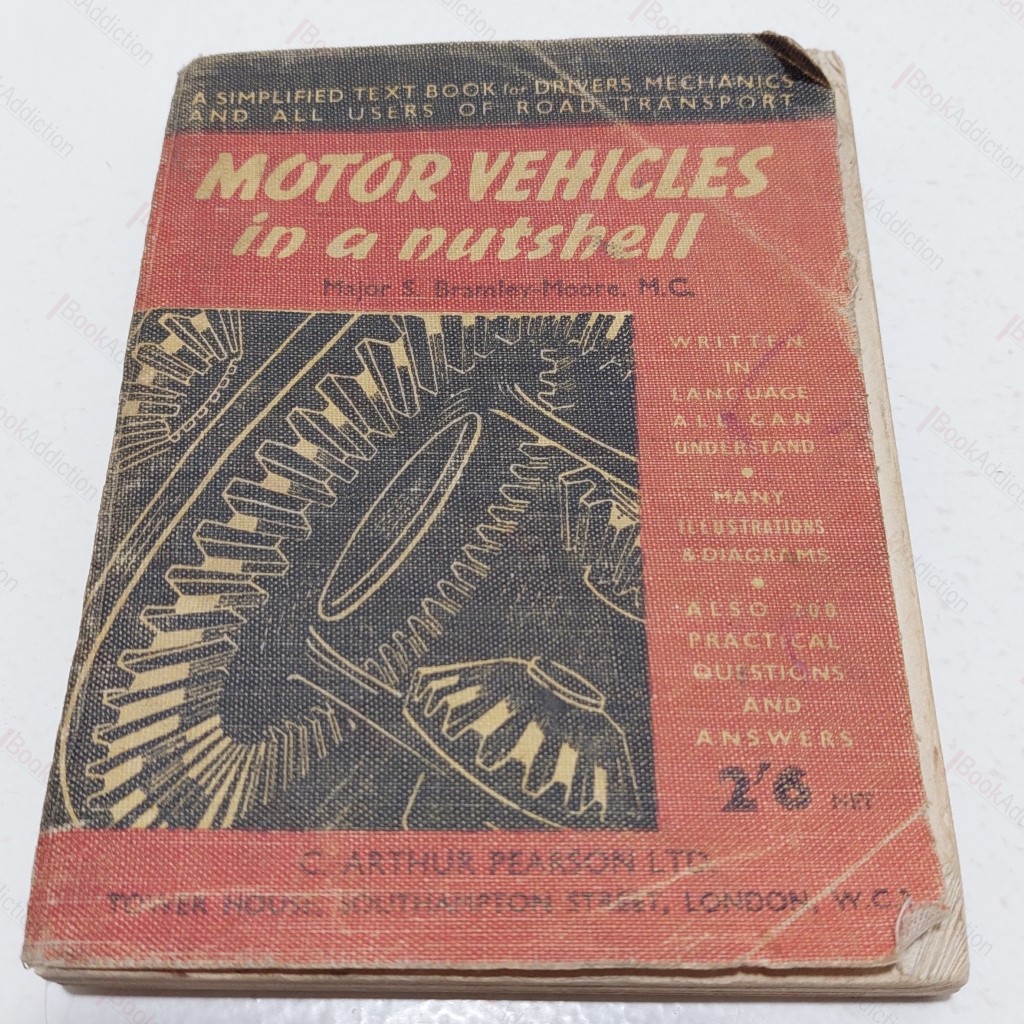 A SIMPLIFIED TEXT BOOK for DRIVERS MECHANICS
AND ALL USERS OF ROAD TRANSPORT
MOTOR VEHICLES
in a nutshell
Major S. Bramley-Moore, M.C.
WRITTEN
IN
LANGUAGE
ALL CAN
UNDERSTAND
•
MANY
ILLUSTRATIONS
& DIAGRAMS
•
ALSO 200
PRACTICAL
QUESTIONS
AND
ANSWERS
2'6 NET
C. ARTHUR PEARSON LTD.
TOWER HOUSE, SOUTHAMPTON STREET, LONDON, W.C.2.
BookAddiction